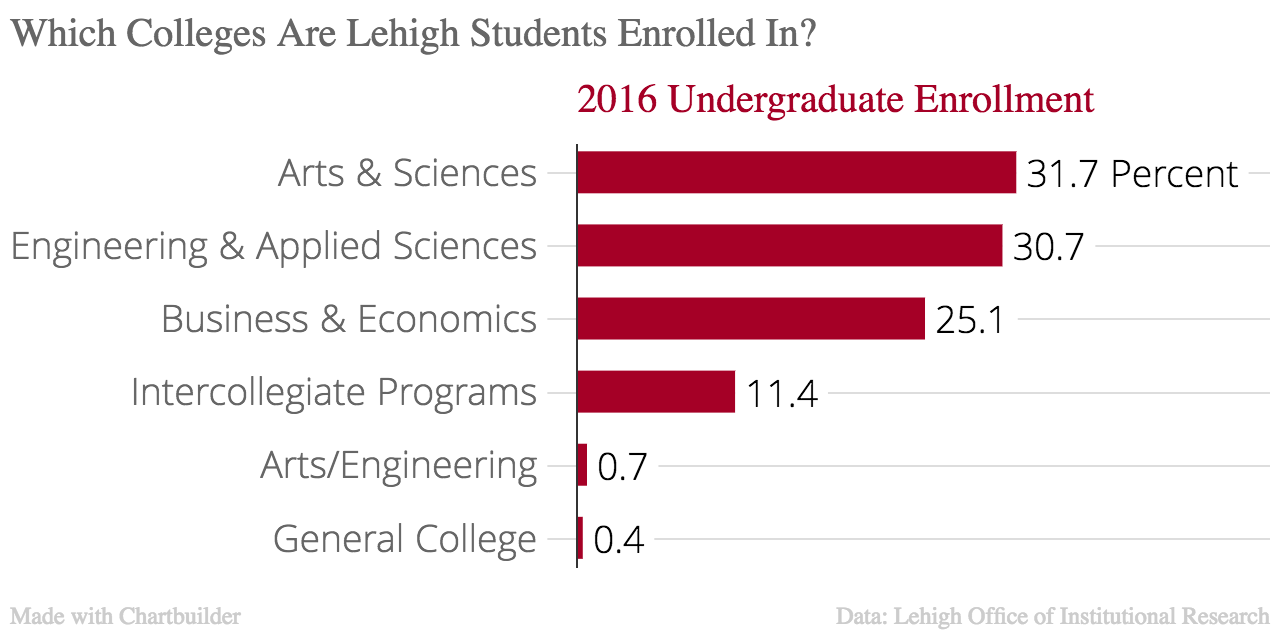 Which Colleges Are Lehigh Students Enrolled In?
2016 Undergraduate Enrollment
Arts & Sciences 31.7 Percent
Engineering & Applied Sciences 30.7
Business & Economics 25.1
Intercollegiate Programs 11.4
Arts/Engineering 0.7
General College 0.4
Made with Chartbuilder Data: Lehigh Office of Institutional Research